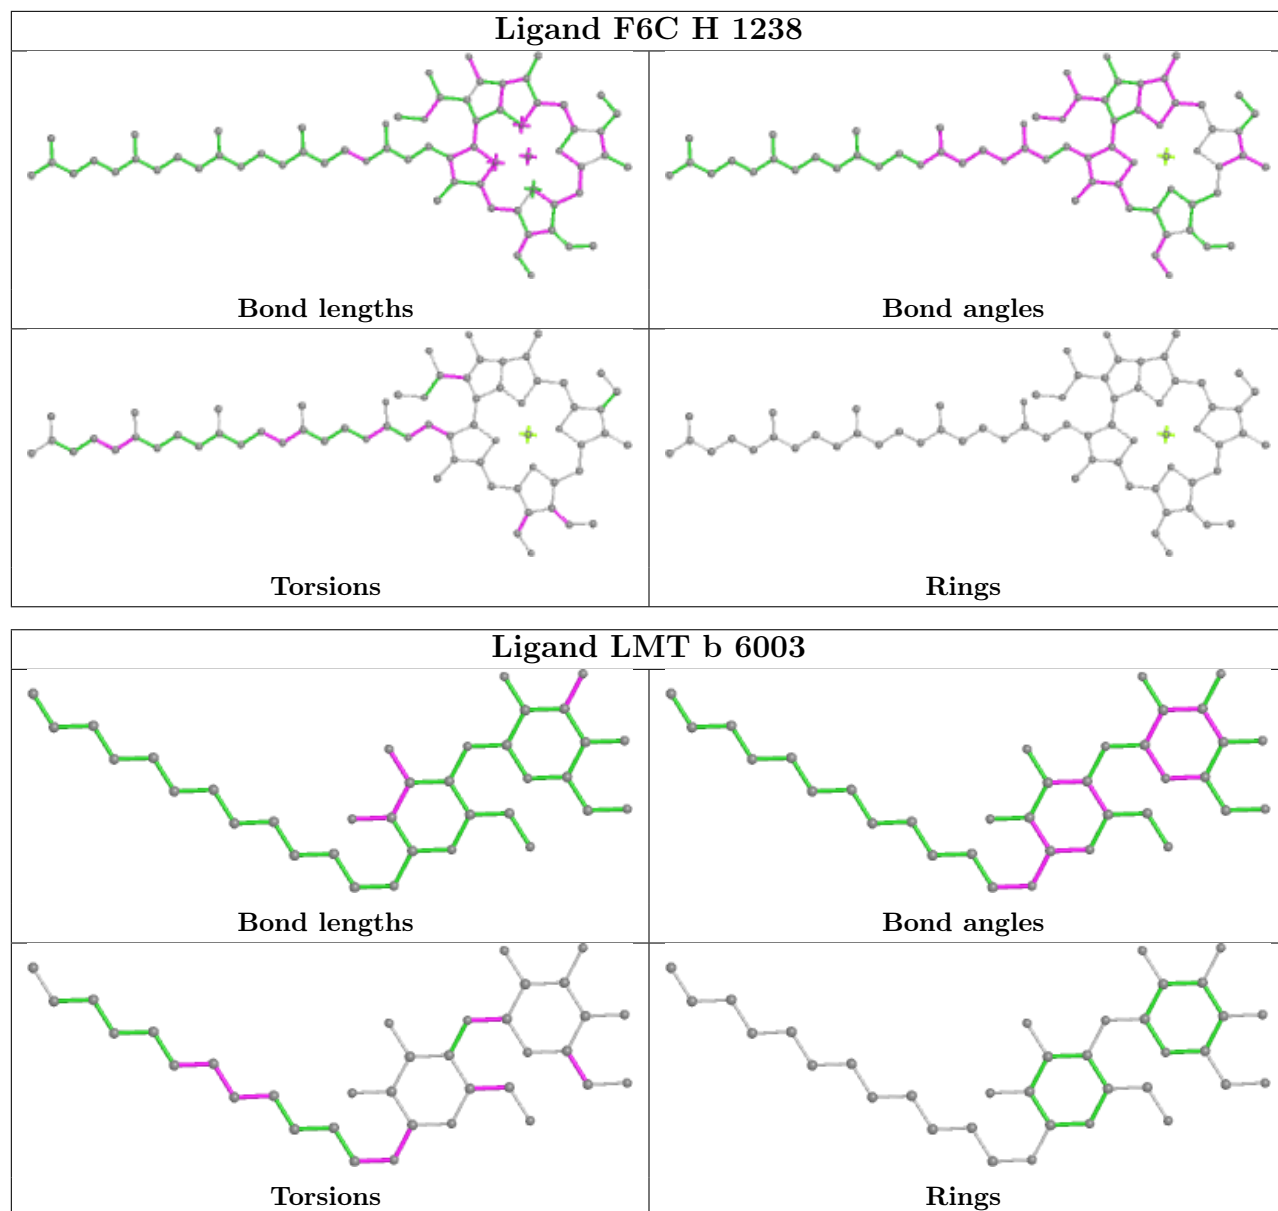 Ligand F6C H 1238
Bond lengths
Bond angles
Torsions
Rings
Ligand LMT b 6003
Bond lengths
Bond angles
Torsions
Rings